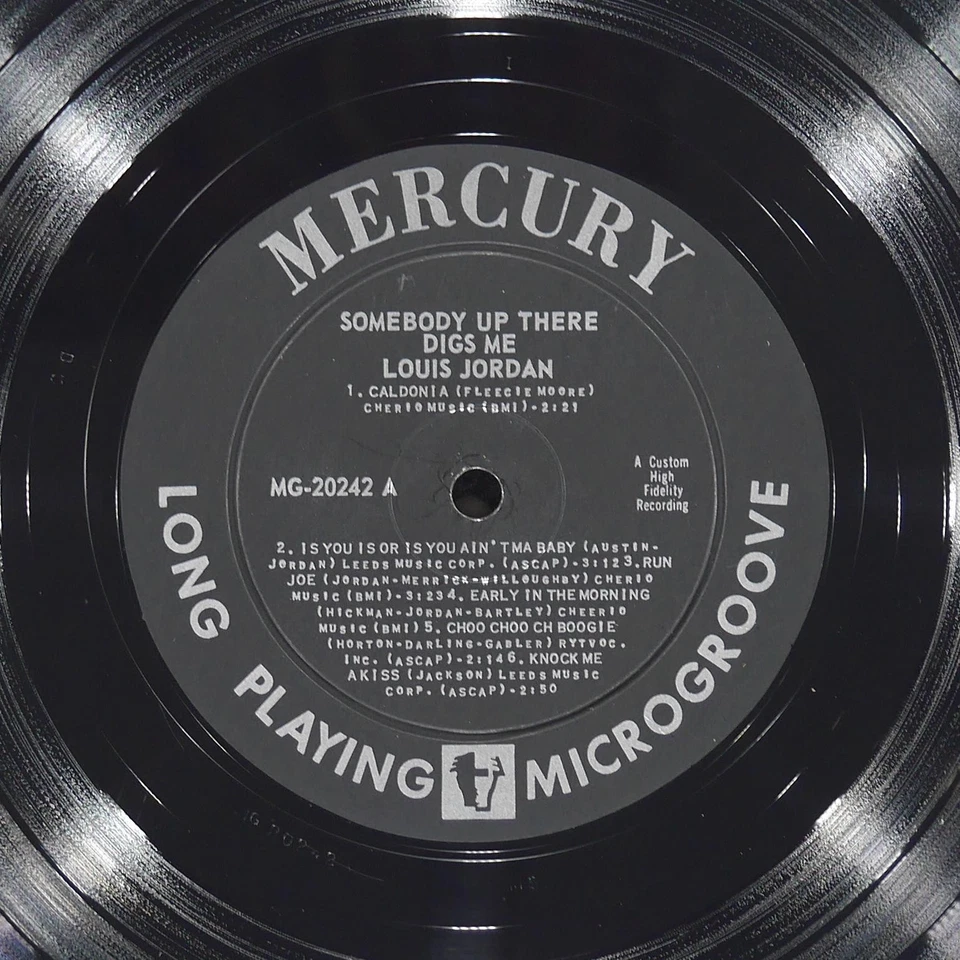 MERCURY
SOMEBODY UP THERE
DIGS ME
LOUIS JORDAN
1. CALDONIA (FLEECIE MOORE)
CHERIO MUSIC (BMI)-2:21
MG-20242 A
A Custom
High
Fidelity
Recording
2. IS YOU IS OR IS YOU AIN'TMA BABY (AUSTIN-
JORDAN) LEEDS MUSIC CORP. (ASCAP)-3:12 3.RUN
JOE (JORDAN-MERRICK-WILLOUGHBY) CHERIO
MUSIC (BMI)-3:23 4. EARLY IN THE MORNING
(HICKMAN-JORDAN-BARTLEY) CHEERIO
MUSIC (BMI) 5. CHOO CHOO CH BOOGIE
(HORTON-DARLING-GABLER) RYTVOC.
INC. (ASCAP)-2:14 6. KNOCK ME
A KISS (JACKSON) LEEDS MUSIC
CORP. (ASCAP)-2:50
LONG PLAYING MICROGROOVE